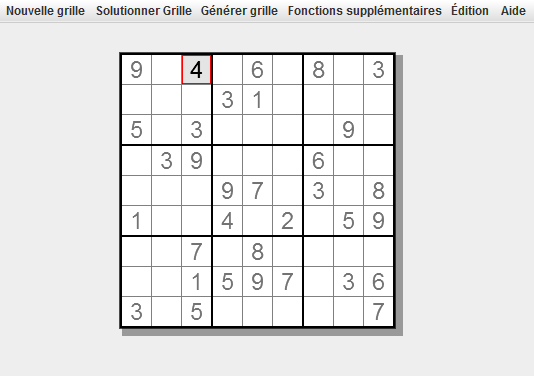 Nouvelle grille Solutionner Grille Générer grille Fonctions supplémentaires Édition Aide
9 4 6 8 3
3 1
5 3 9
3 9 6
9 7 3 8
1 4 2 5 9
7 8
1 5 9 7 3 6
3 5 7